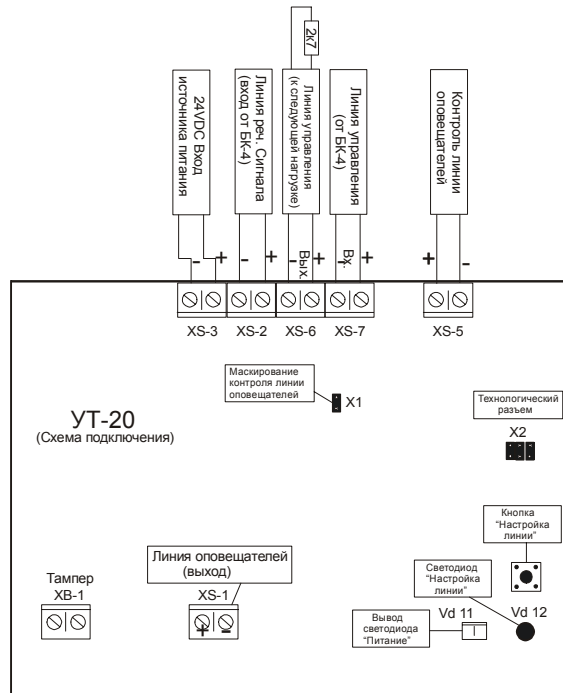 2к7
24VDC Вход
источника питания
Линия реч. Сигнала
(вход от БК-4)
Линия управления
(к следующей нагрузке)
Линия управления
(от БК-4)
Контроль линии
оповещателей
- +
- +
- Вых. +
- Вх. +
+ -
XS-3
XS-2
XS-6
XS-7
XS-5
Маскирование
контроля линии
оповещателей
X1
УТ-20
(Схема подключения)
Технологический
разъем
X2
Кнопка
“Настройка
линии”
Линия оповещателей
(выход)
Светодиод
“Настройка
линии”
Тампер
XB-1
XS-1
+ -
Vd 11
Vd 12
Вывод
светодиода
“Питание”